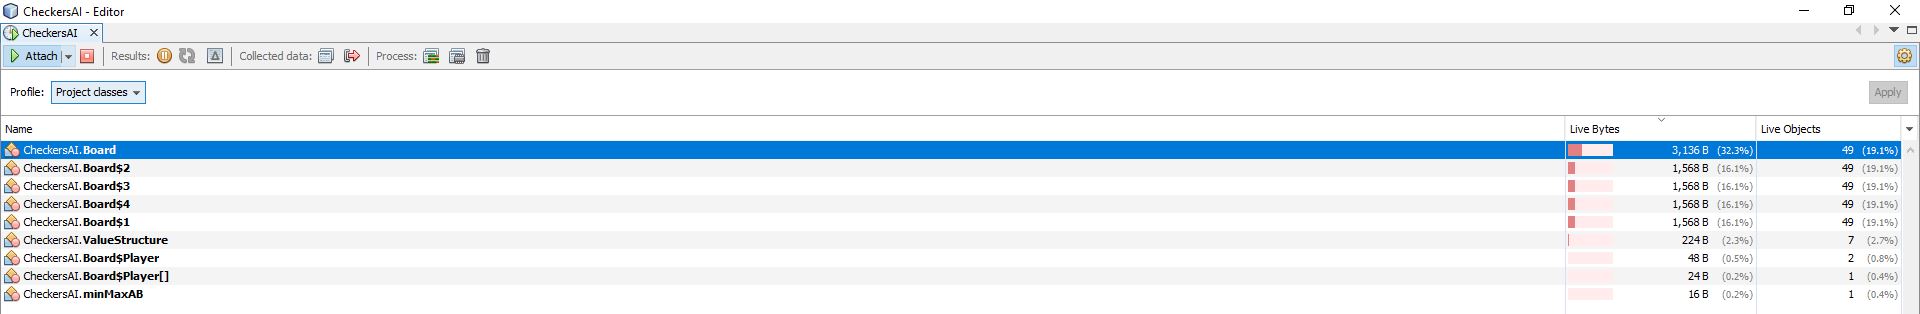 CheckersAI - Editor
CheckersAI
Attach Results: Collected data: Process:
Profile: Project classes Apply
Name Live Bytes Live Objects
CheckersAI.Board 3,136 B (32.3%) 49 (19.1%)
CheckersAI.Board$2 1,568 B (16.1%) 49 (19.1%)
CheckersAI.Board$3 1,568 B (16.1%) 49 (19.1%)
CheckersAI.Board$4 1,568 B (16.1%) 49 (19.1%)
CheckersAI.Board$1 1,568 B (16.1%) 49 (19.1%)
CheckersAI.ValueStructure 224 B (2.3%) 7 (2.7%)
CheckersAI.Board$Player 48 B (0.5%) 2 (0.8%)
CheckersAI.Board$Player[] 24 B (0.2%) 1 (0.4%)
CheckersAI.minMaxAB 16 B (0.2%) 1 (0.4%)